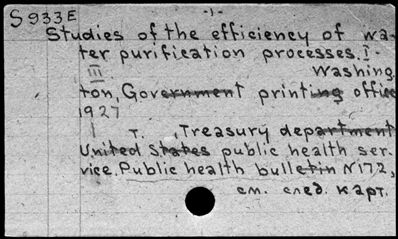 S933E
-1-
Studies of the efficiency of wa-
ter purification processes. I-
III
Washing
ton, Government printing office
1927
T. , Treasury department
United States public health ser-
vice. Public health bulletin N172,
см. след. карт.